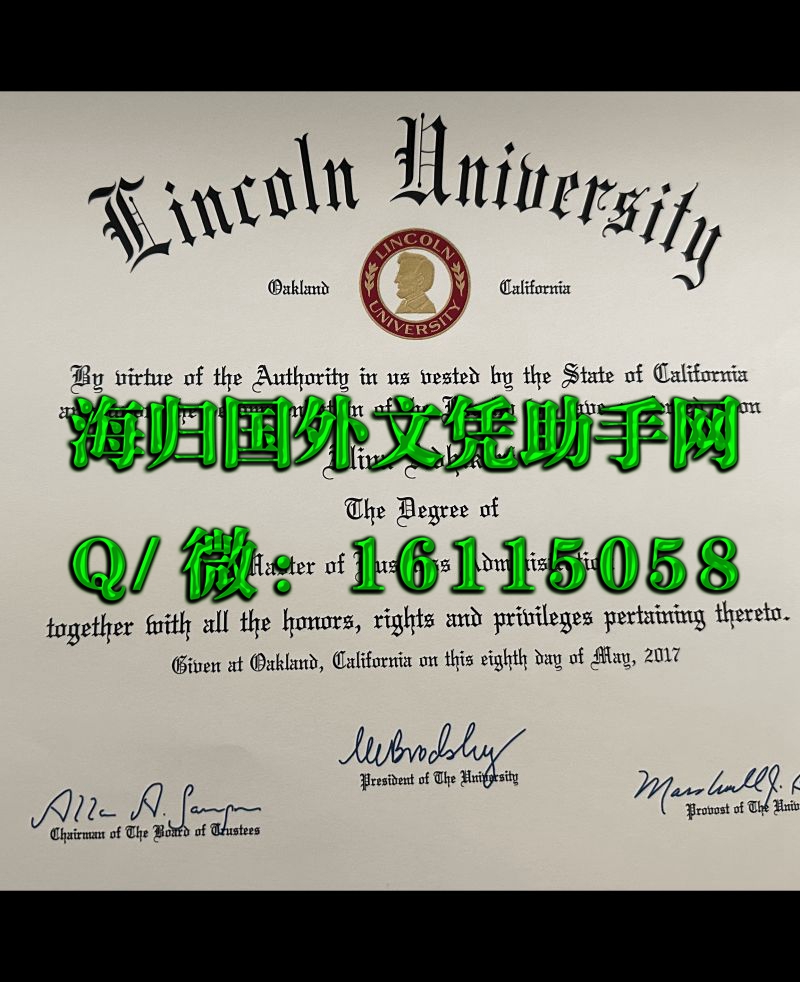 Lincoln University
LINCOLN
UNIVERSITY
Oakland California
By virtue of the Authority in us vested by the State of California
海归国外文凭助手网
The Degree of
Master of Business Administration
Q/微: 16115058
together with all the honors, rights and privileges pertaining thereto.
Given at Oakland, California on this eighth day of May, 2017
President of The University
Chairman of The Board of Trustees
Provost of The Univ